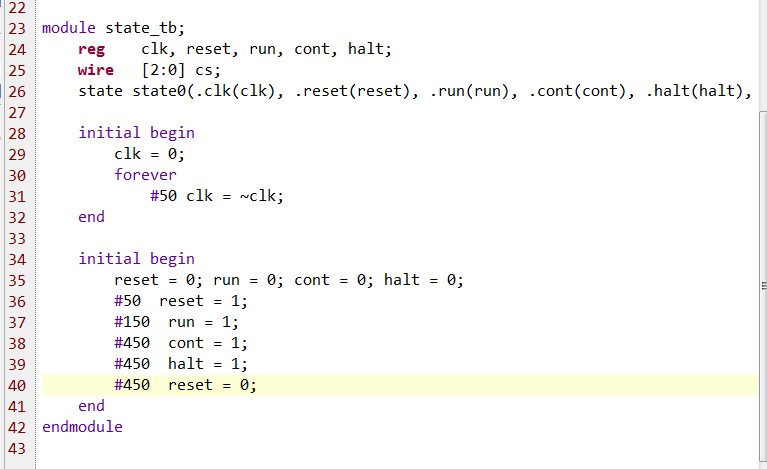 22
23 module state_tb;
24     reg    clk, reset, run, cont, halt;
25     wire   [2:0] cs;
26     state state0(.clk(clk), .reset(reset), .run(run), .cont(cont), .halt(halt),
27
28     initial begin
29         clk = 0;
30         forever
31             #50 clk = ~clk;
32     end
33
34     initial begin
35         reset = 0; run = 0; cont = 0; halt = 0;
36         #50  reset = 1;
37         #150  run = 1;
38         #450  cont = 1;
39         #450  halt = 1;
40         #450  reset = 0;
41     end
42 endmodule
43